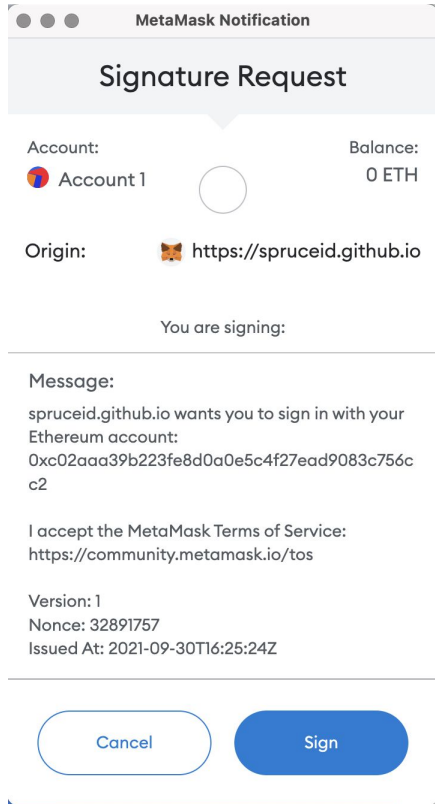 MetaMask Notification
Signature Request
Account:
Balance:
Account 1
0 ETH
Origin:
https://spruceid.github.io
You are signing:
Message:
spruceid.github.io wants you to sign in with your
Ethereum account:
0xc02aaa39b223fe8d0a0e5c4f27ead9083c756c
c2
I accept the MetaMask Terms of Service:
https://community.metamask.io/tos
Version: 1
Nonce: 32891757
Issued At: 2021-09-30T16:25:24Z
Cancel
Sign